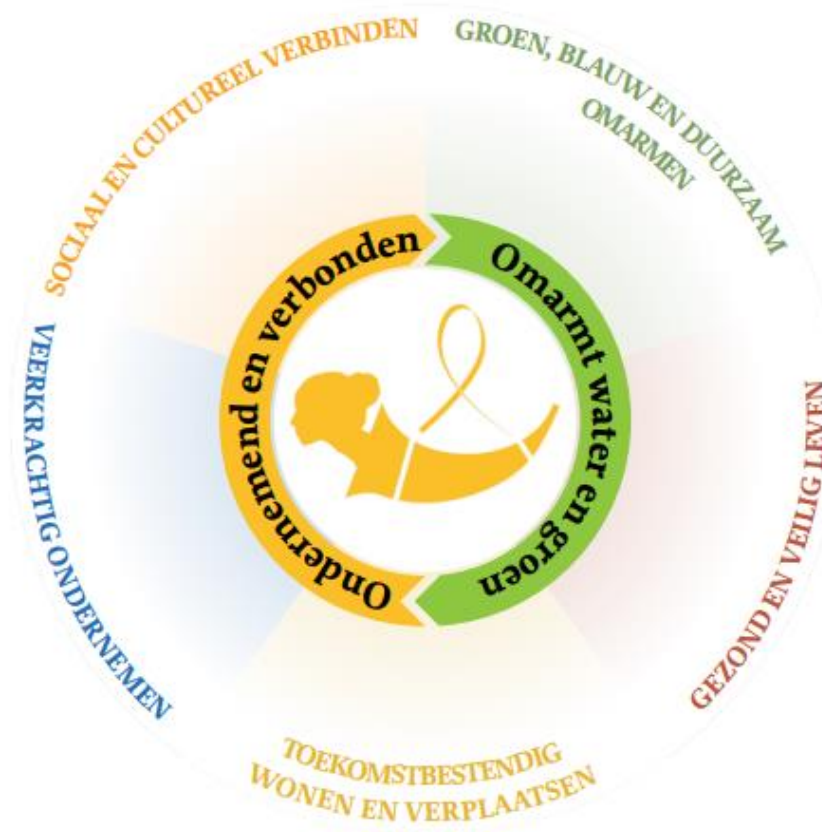 SOCIAAL EN CULTUREEL VERBINDEN
GROEN, BLAUW EN DUURZAAM
OMARMEN
GEZOND EN VEILIG LEVEN
TOEKOMSTBESTENDIG
WONEN EN VERPLAATSEN
VEERKRACHTIG ONDERNEMEN
Ondernemend en verbonden
Omarmt water en groen